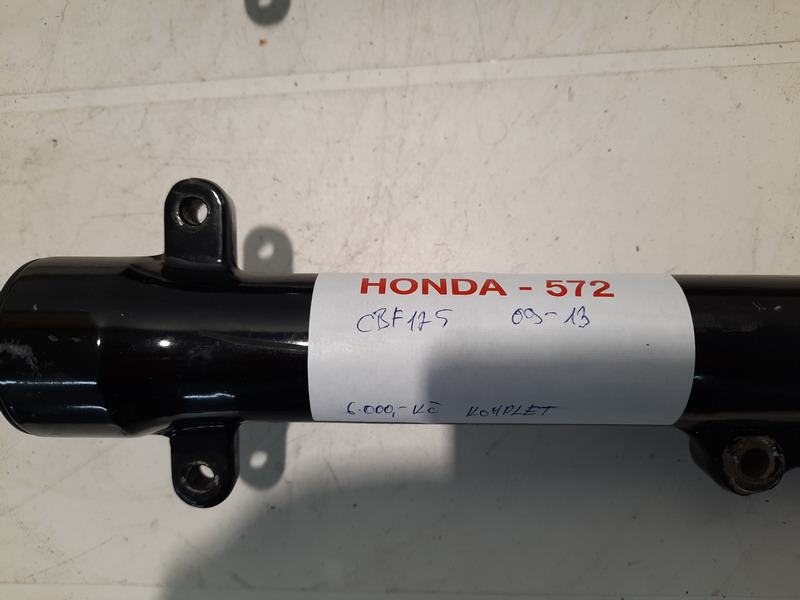 HONDA - 572
CBF125 09-13
6.000,- Kč KOMPLET